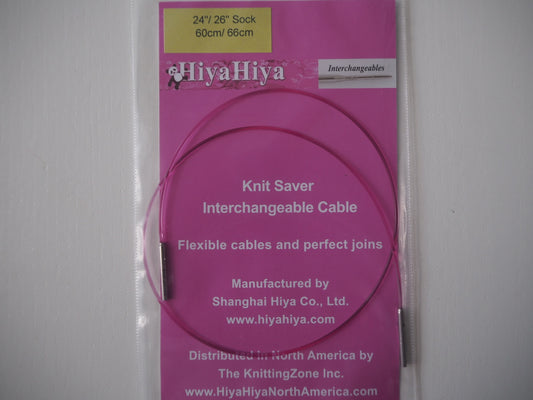 24"/ 26" Sock
60cm/ 66cm
HiyaHiya
Interchangeables
Knit Saver
Interchangeable Cable
Flexible cables and perfect joins
Manufactured by
Shanghai Hiya Co., Ltd.
www.hiyahiya.com
Distributed in North America by
The KnittingZone Inc.
www.HiyaHiyaNorthAmerica.com